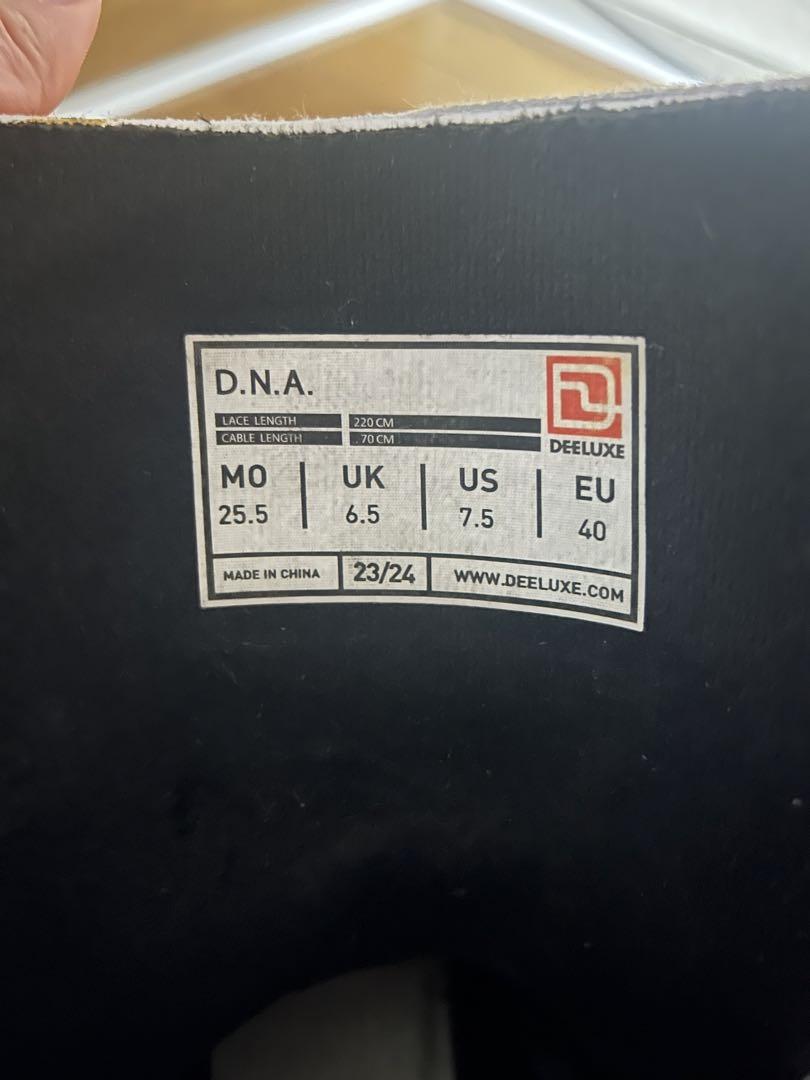 D.N.A.
LACE LENGTH 220 CM
CABLE LENGTH 70 CM
DEELUXE
MO UK US EU
25.5 6.5 7.5 40
MADE IN CHINA 23/24 WWW.DEELUXE.COM